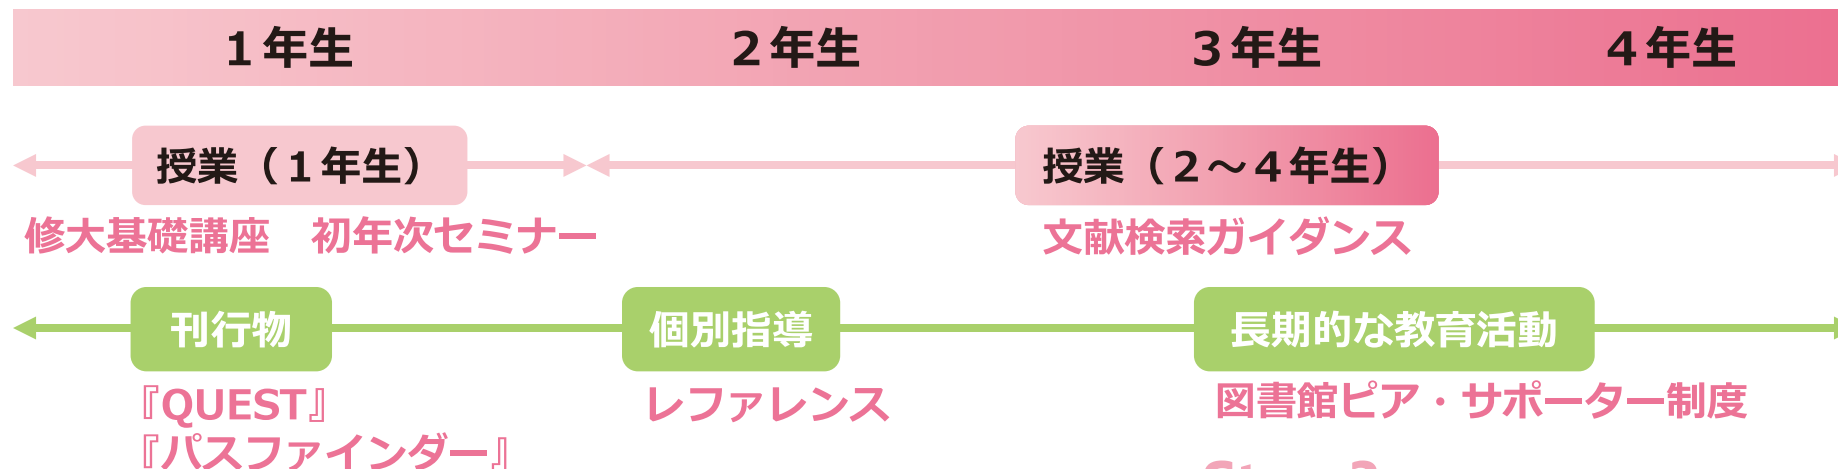 １年生　２年生　３年生　４年生
授業（１年生）　授業（２～４年生）
修大基礎講座　初年次セミナー　文献検索ガイダンス
刊行物　個別指導　長期的な教育活動
『QUEST』　レファレンス　図書館ピア・サポーター制度
『パスファインダー』